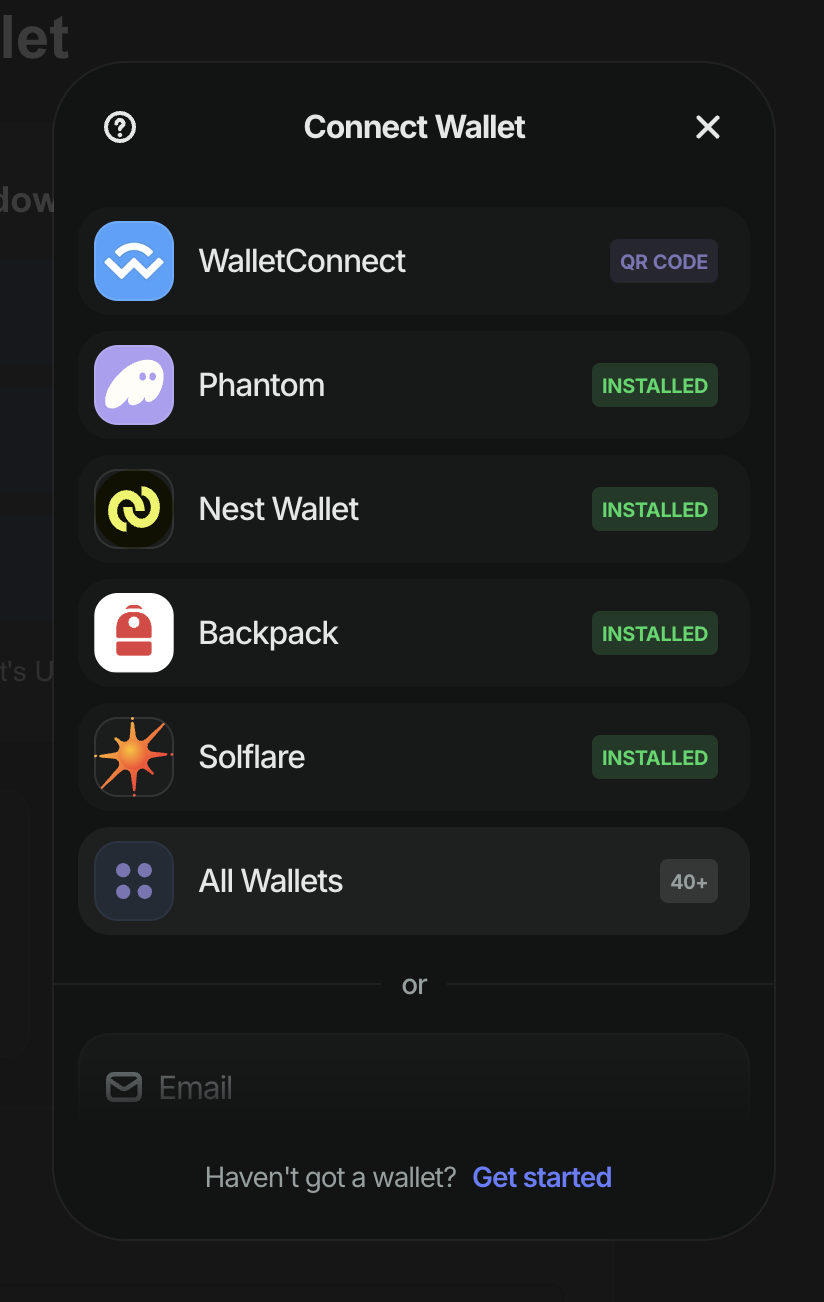 let
Connect Wallet
dow
WalletConnect QR CODE
Phantom INSTALLED
Nest Wallet INSTALLED
Backpack INSTALLED
Solflare INSTALLED
t's U
All Wallets 40+
or
Email
Haven't got a wallet? Get started